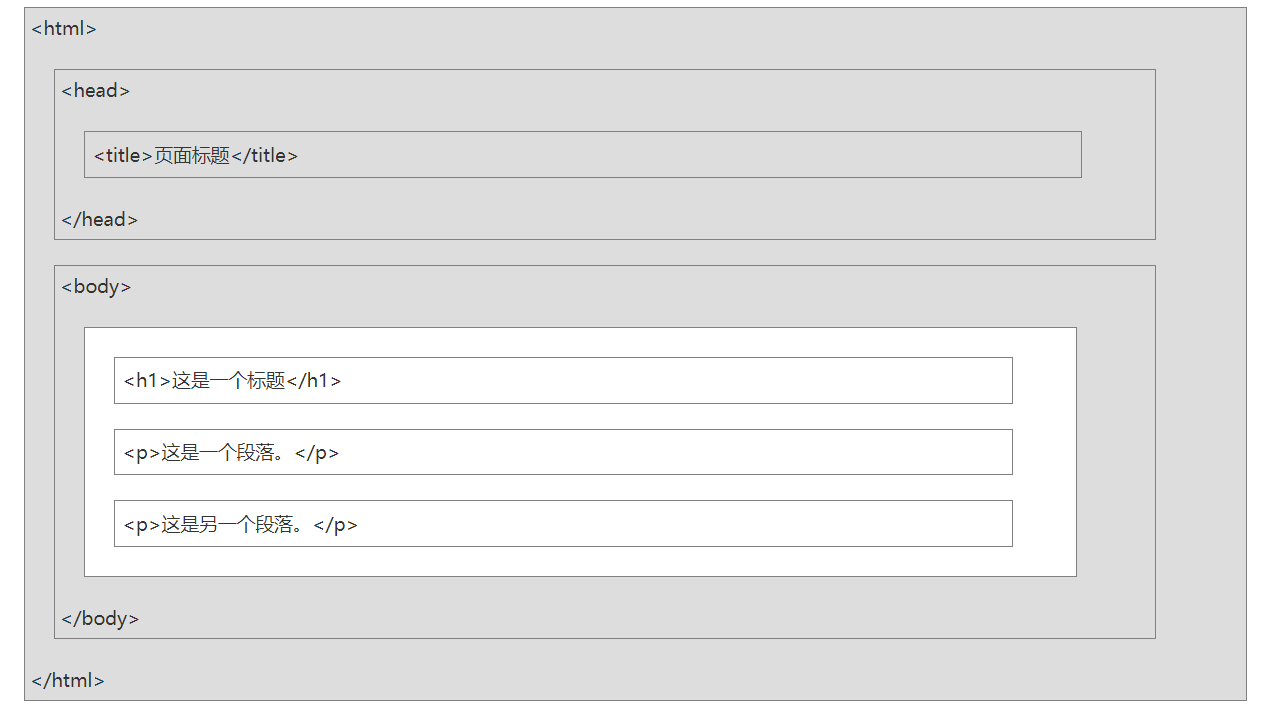 <html>
<head>
<title>页面标题</title>
</head>
<body>
<h1>这是一个标题</h1>
<p>这是一个段落。</p>
<p>这是另一个段落。</p>
</body>
</html>